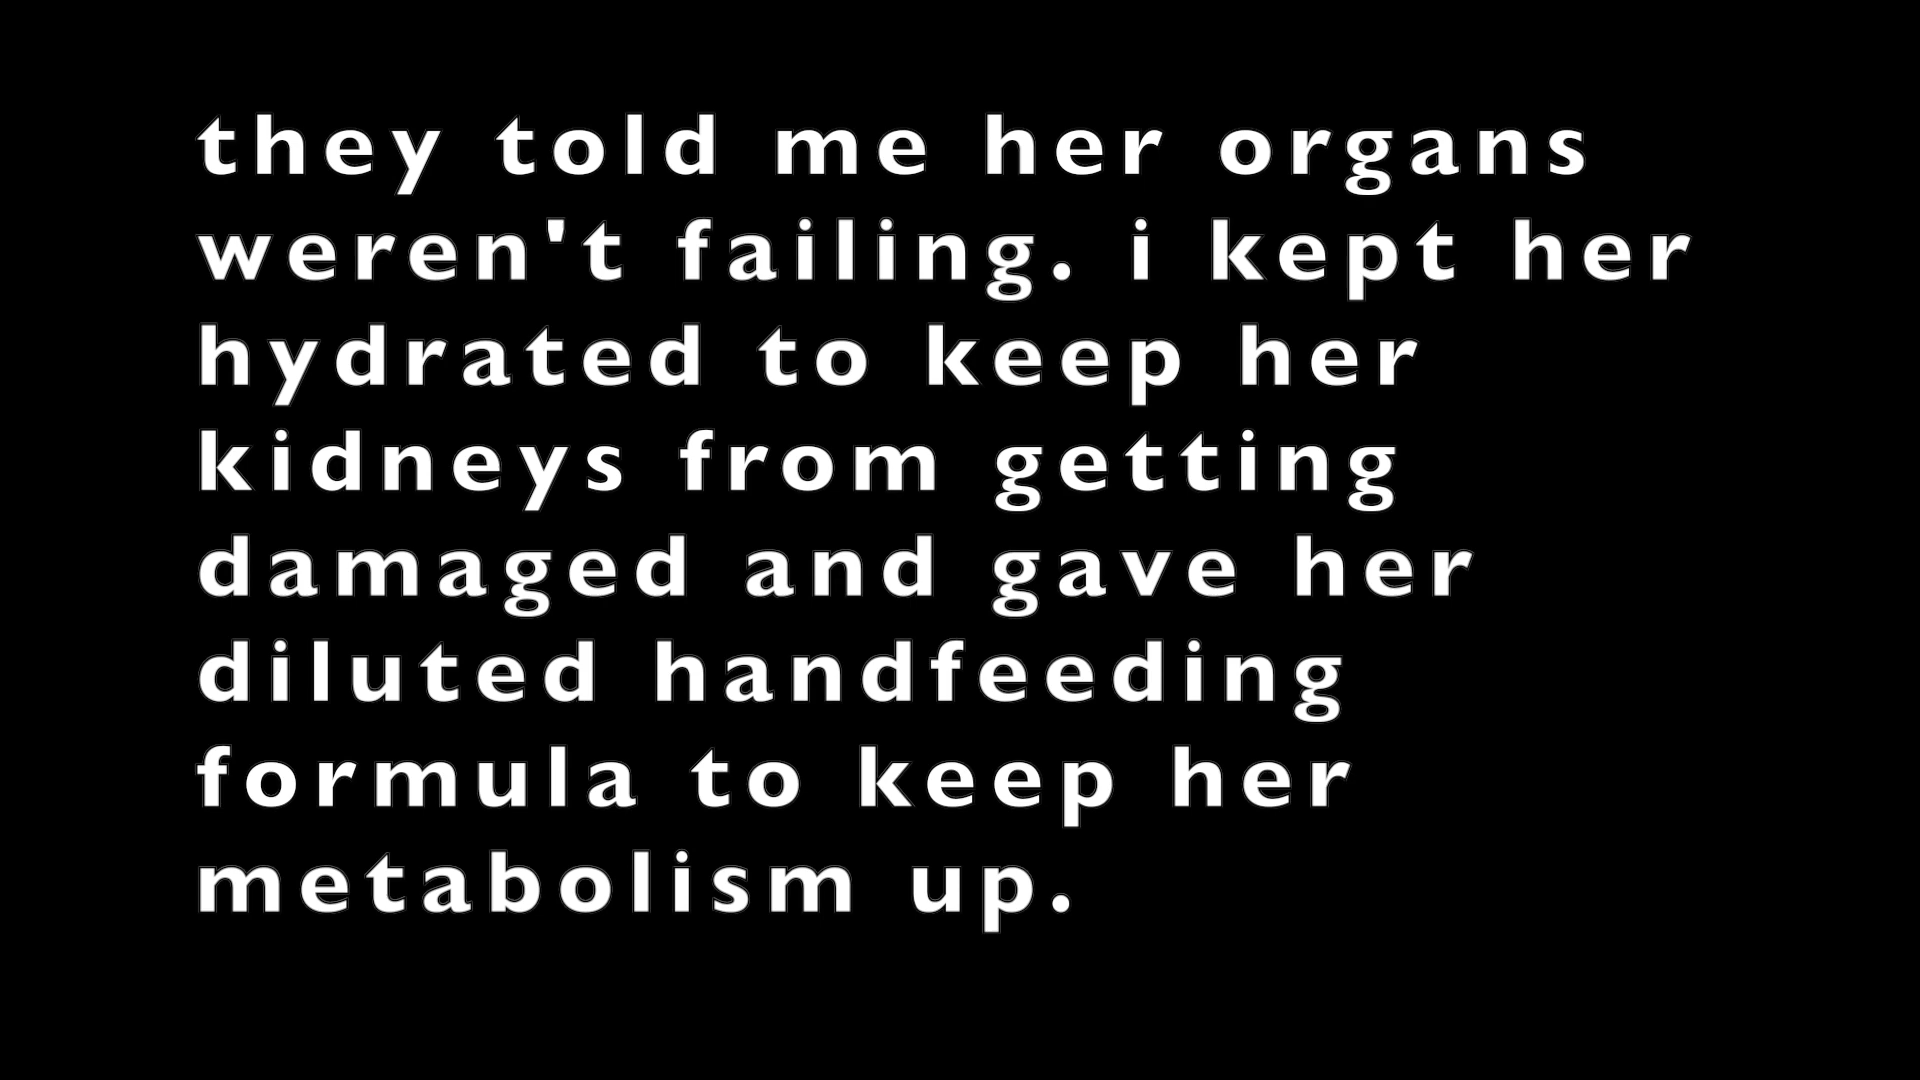 they told me her organs
weren't failing. i kept her
hydrated to keep her
kidneys from getting
damaged and gave her
diluted handfeeding
formula to keep her
metabolism up.